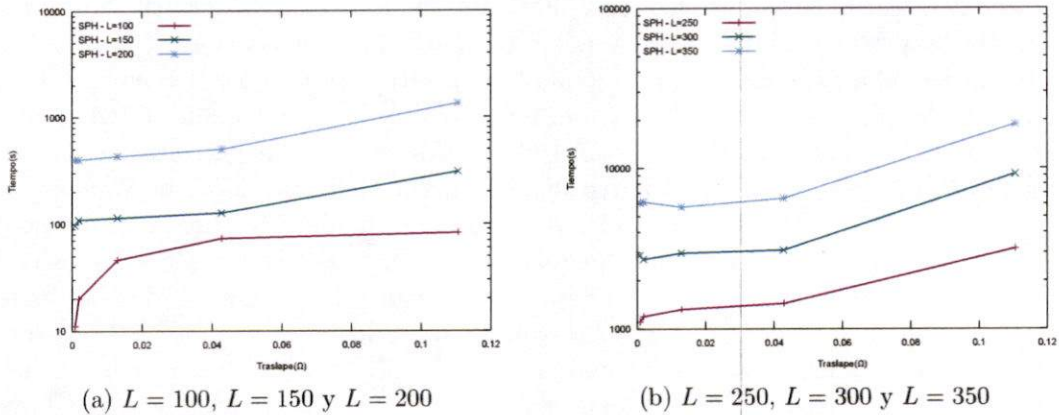 10000
1000
100
10
Tiempo(s)
SPH - L=100
SPH - L=150
SPH - L=200
0
0.02
0.04
0.06
0.08
0.1
0.12
Traslape(Ω)
(a) L = 100, L = 150 y L = 200
100000
10000
1000
Tiempo(s)
SPH - L=250
SPH - L=300
SPH - L=350
0
0.02
0.04
0.06
0.08
0.1
0.12
Traslape(Ω)
(b) L = 250, L = 300 y L = 350